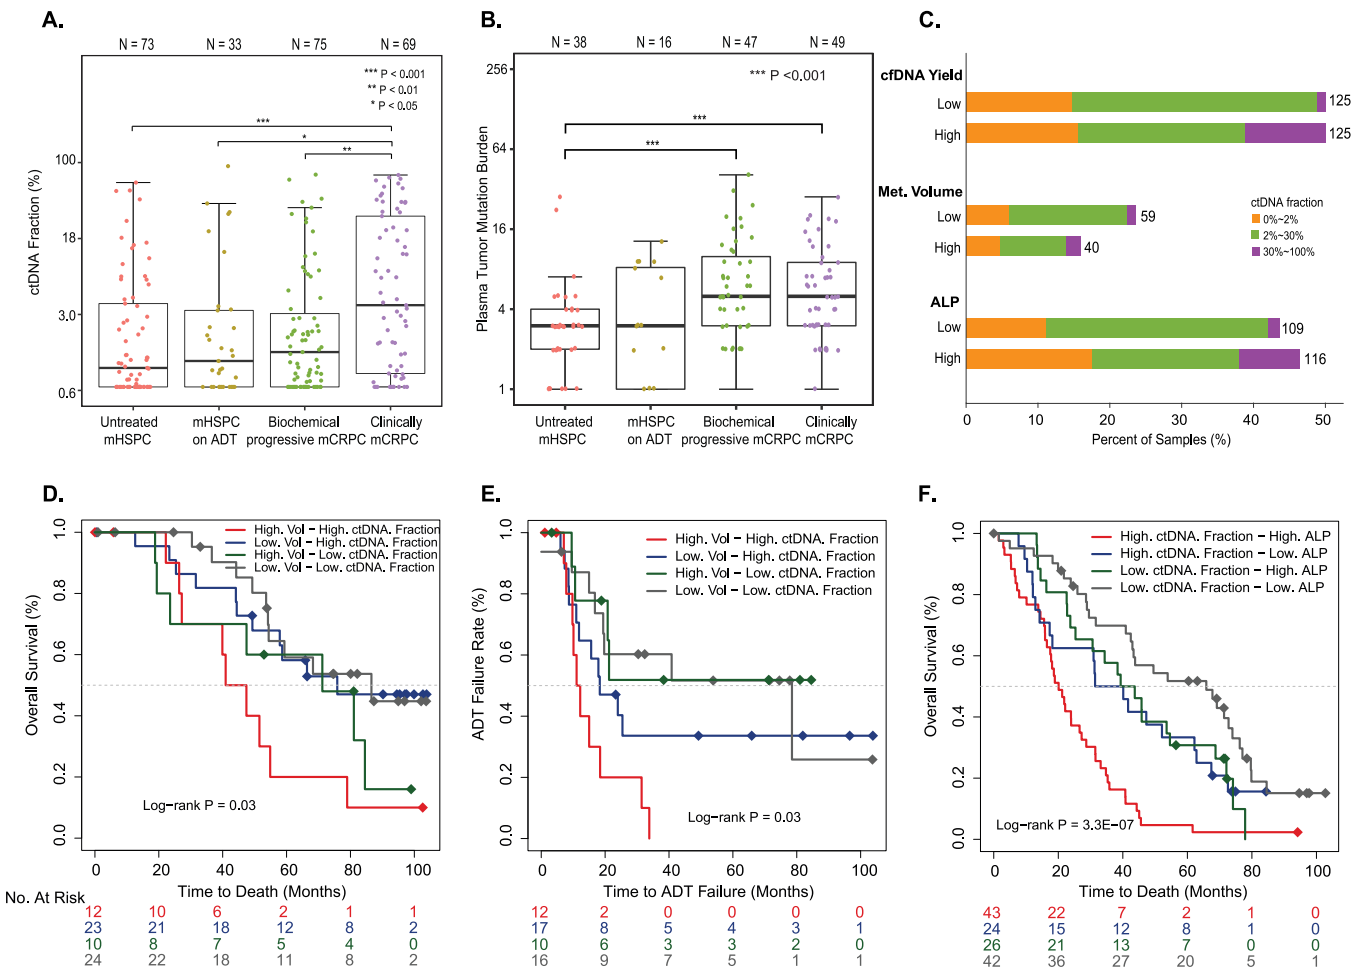 A.
N = 73 N = 33 N = 75 N = 69
*** P < 0.001
** P < 0.01
* P < 0.05
***
*
**
ctDNA Fraction (%)
100
18
3.0
0.6
Untreated mHSPC
mHSPC on ADT
Biochemical progressive mCRPC
Clinically mCRPC
B.
N = 38 N = 16 N = 47 N = 49
*** P <0.001
***
***
Plasma Tumor Mutation Burden
256
64
16
4
1
Untreated mHSPC
mHSPC on ADT
Biochemical progressive mCRPC
Clinically mCRPC
C.
cfDNA Yield
Low 125
High 125
Met. Volume
Low 59
High 40
ALP
Low 109
High 116
ctDNA fraction
0%~2%
2%~30%
30%~100%
0 10 20 30 40 50
Percent of Samples (%)
D.
High. Vol − High. ctDNA. Fraction
Low. Vol − High. ctDNA. Fraction
High. Vol − Low. ctDNA. Fraction
Low. Vol − Low. ctDNA. Fraction
Overall Survival (%)
1.0
0.8
0.6
0.4
0.2
0.0
Log−rank P = 0.03
0 20 40 60 80 100
Time to Death (Months)
No. At Risk
12 10 6 2 1 1
23 21 18 12 8 2
10 8 7 5 4 0
24 22 18 11 8 2
E.
High. Vol − High. ctDNA. Fraction
Low. Vol − High. ctDNA. Fraction
High. Vol − Low. ctDNA. Fraction
Low. Vol − Low. ctDNA. Fraction
ADT Failure Rate (%)
1.0
0.8
0.6
0.4
0.2
0.0
Log−rank P = 0.03
0 20 40 60 80 100
Time to ADT Failure (Months)
12 2 0 0 0 0
17 8 5 4 3 1
10 6 3 3 2 0
16 9 7 5 1 1
F.
High. ctDNA. Fraction − High. ALP
High. ctDNA. Fraction − Low. ALP
Low. ctDNA. Fraction − High. ALP
Low. ctDNA. Fraction − Low. ALP
Overall Survival (%)
1.0
0.8
0.6
0.4
0.2
0.0
Log−rank P = 3.3E−07
0 20 40 60 80 100
Time to Death (Months)
43 22 7 2 1 0
24 15 12 8 1 0
26 21 13 7 0 0
42 36 27 20 5 1